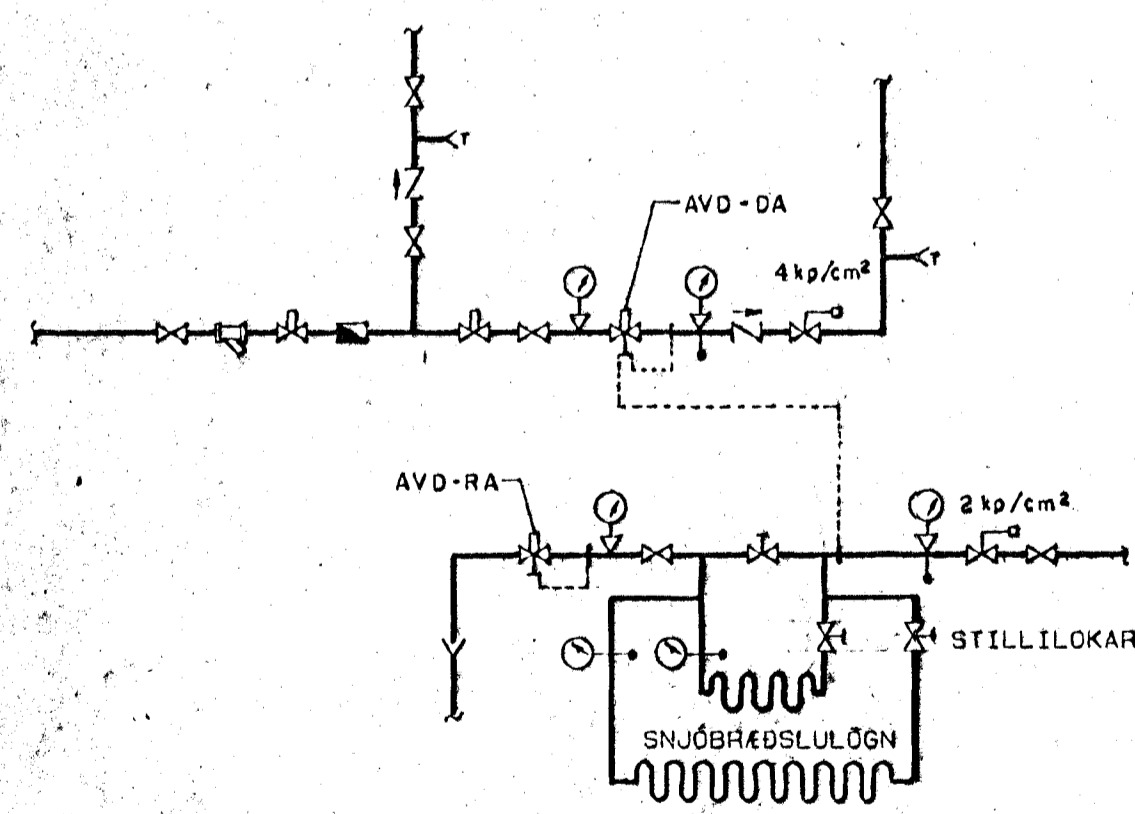 T
AVD-DA
4 kp/cm²
T
AVD-RA
2 kp/cm²
STILLILOKAR
SNJÓBRÆÐSLULÖGN